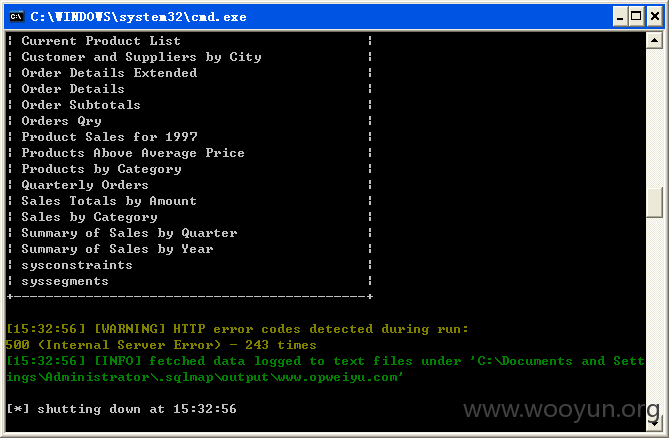 C:\WINDOWS\system32\cmd.exe
| Current Product List |
| Customer and Suppliers by City |
| Order Details Extended |
| Order Details |
| Order Subtotals |
| Orders Qry |
| Product Sales for 1997 |
| Products Above Average Price |
| Products by Category |
| Quarterly Orders |
| Sales Totals by Amount |
| Sales by Category |
| Summary of Sales by Quarter |
| Summary of Sales by Year |
| sysconstraints |
| syssegments |
+--------------------------------------------+
[15:32:56] [WARNING] HTTP error codes detected during run:
500 (Internal Server Error) - 243 times
[15:32:56] [INFO] fetched data logged to text files under 'C:\Documents and Sett
ings\Administrator\.sqlmap\output\www.opweiyu.com'
[*] shutting down at 15:32:56
www.wooyun.org